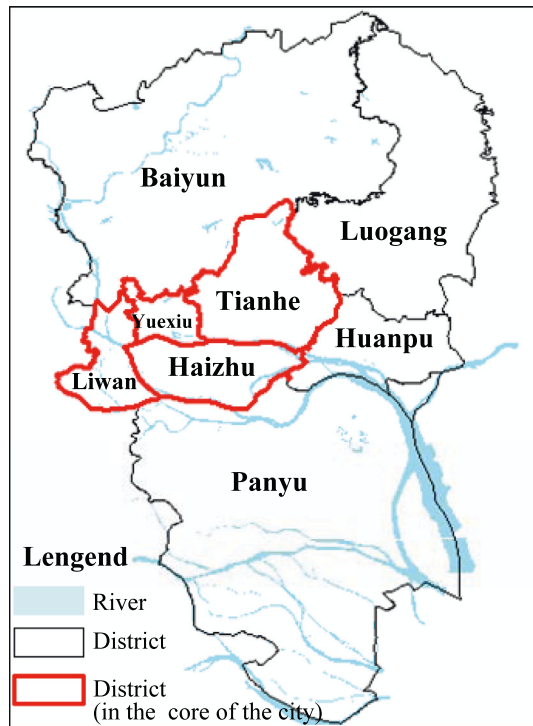 Baiyun
Luogang
Tianhe
Yuexiu
Huanpu
Haizhu
Liwan
Panyu
Lengend
River
District
District
(in the core of the city)